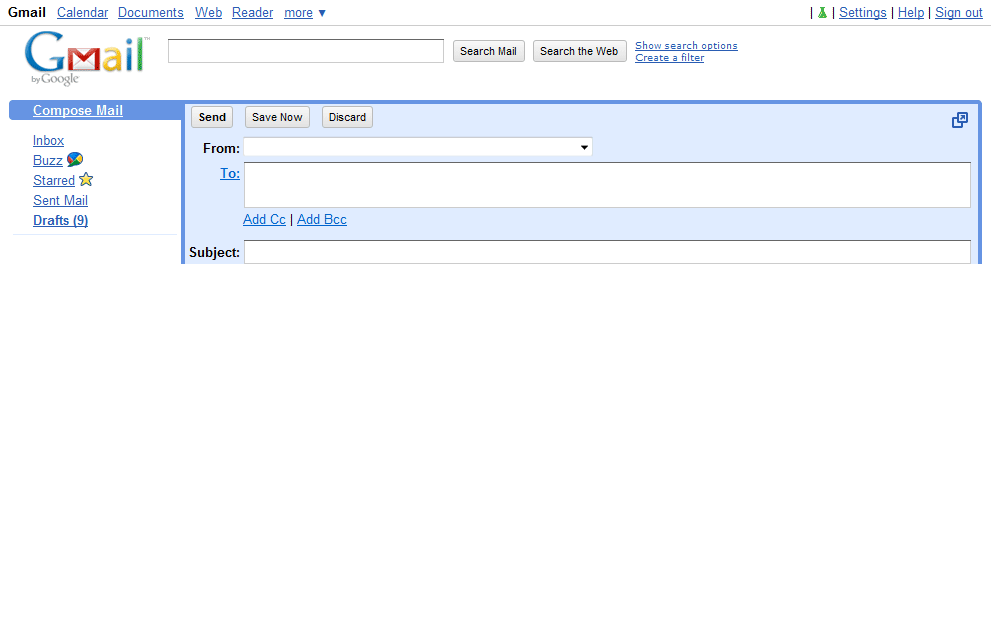 Gmail Calendar Documents Web Reader more ▼ | | Settings | Help | Sign out
Gmail™
by Google
Search Mail Search the Web Show search options
Create a filter
Compose Mail
Send Save Now Discard
Inbox
From:
Buzz
To:
Starred
Sent Mail
Drafts (9)
Add Cc | Add Bcc
Subject: